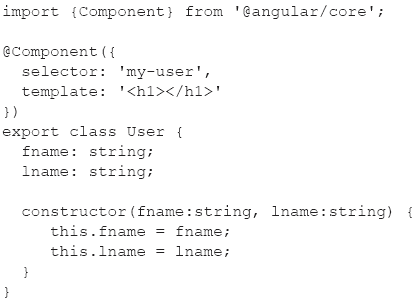 import {Component} from '@angular/core';

@Component({
  selector: 'my-user',
  template: '<h1></h1>'
})
export class User {
  fname: string;
  lname: string;

  constructor(fname:string, lname:string) {
     this.fname = fname;
     this.lname = lname;
  }
}